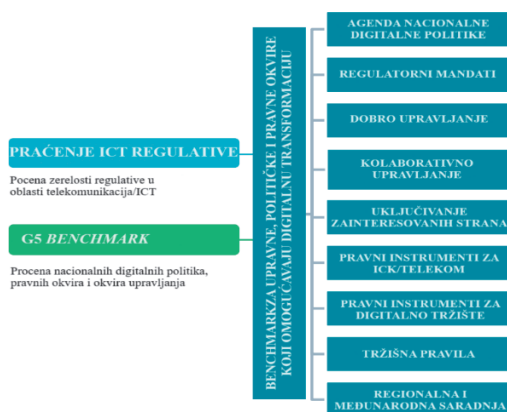 PRAĆENJE ICT REGULATIVE
Pocena zerelosti regulative u
oblasti telekomunikacija/ICT
G5 BENCHMARK
Procena nacionalnih digitalnih politika,
pravnih okvira i okvira upravljanja
BENCHMARKZA UPRAVNE, POLITIČKE I PRAVNE OKVIRE
KOJI OMOGUĆAVAJU DIGITALNU TRANSFORMACIJU
AGENDA NACIONALNE
DIGITALNE POLITIKE
REGULATORNI MANDATI
DOBRO UPRAVLJANJE
KOLABORATIVNO
UPRAVLJANJE
UKLJUČIVANJE
ZAINTERESOVANIH STRANA
PRAVNI INSTRUMENTI ZA
ICK/TELEKOM
PRAVNI INSTRUMENTI ZA
DIGITALNO TRŽIŠTE
TRŽIŠNA PRAVILA
REGIONALNA I
MEĐUNARODNA SARADNJA